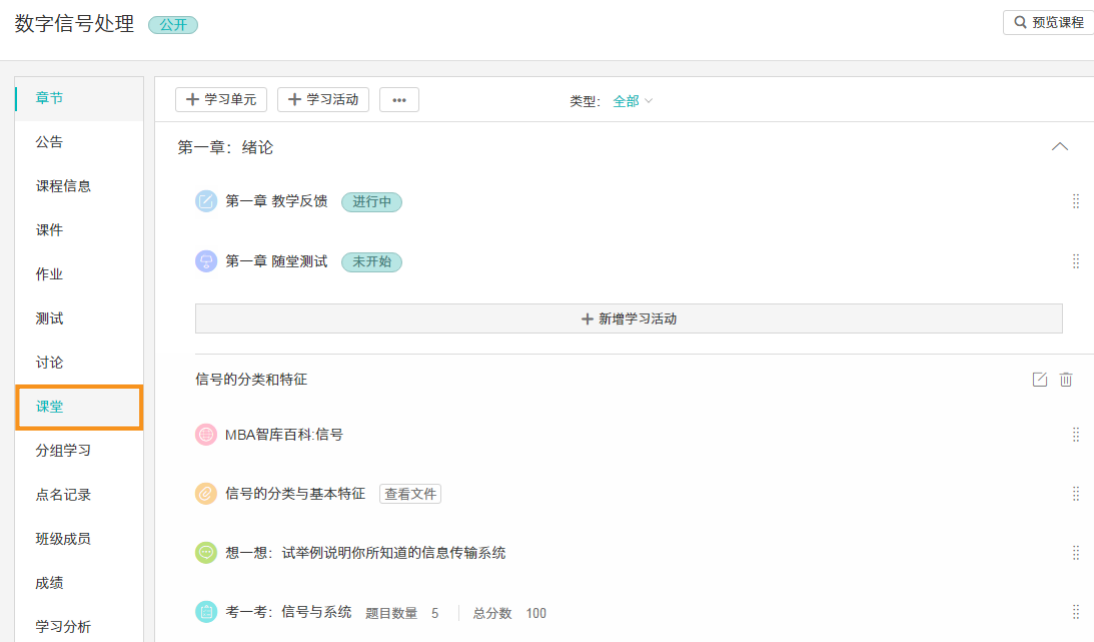 数字信号处理 公开 预览课程
章节
公告
课程信息
课件
作业
测试
讨论
课堂
分组学习
点名记录
班级成员
成绩
学习分析
学习单元 学习活动 ••• 类型: 全部
第一章：绪论
第一章 教学反馈 进行中
第一章 随堂测试 未开始
新增学习活动
信号的分类和特征
MBA智库百科:信号
信号的分类与基本特征 查看文件
想一想：试举例说明你所知道的信息传输系统
考一考：信号与系统 题目数量 5 总分数 100